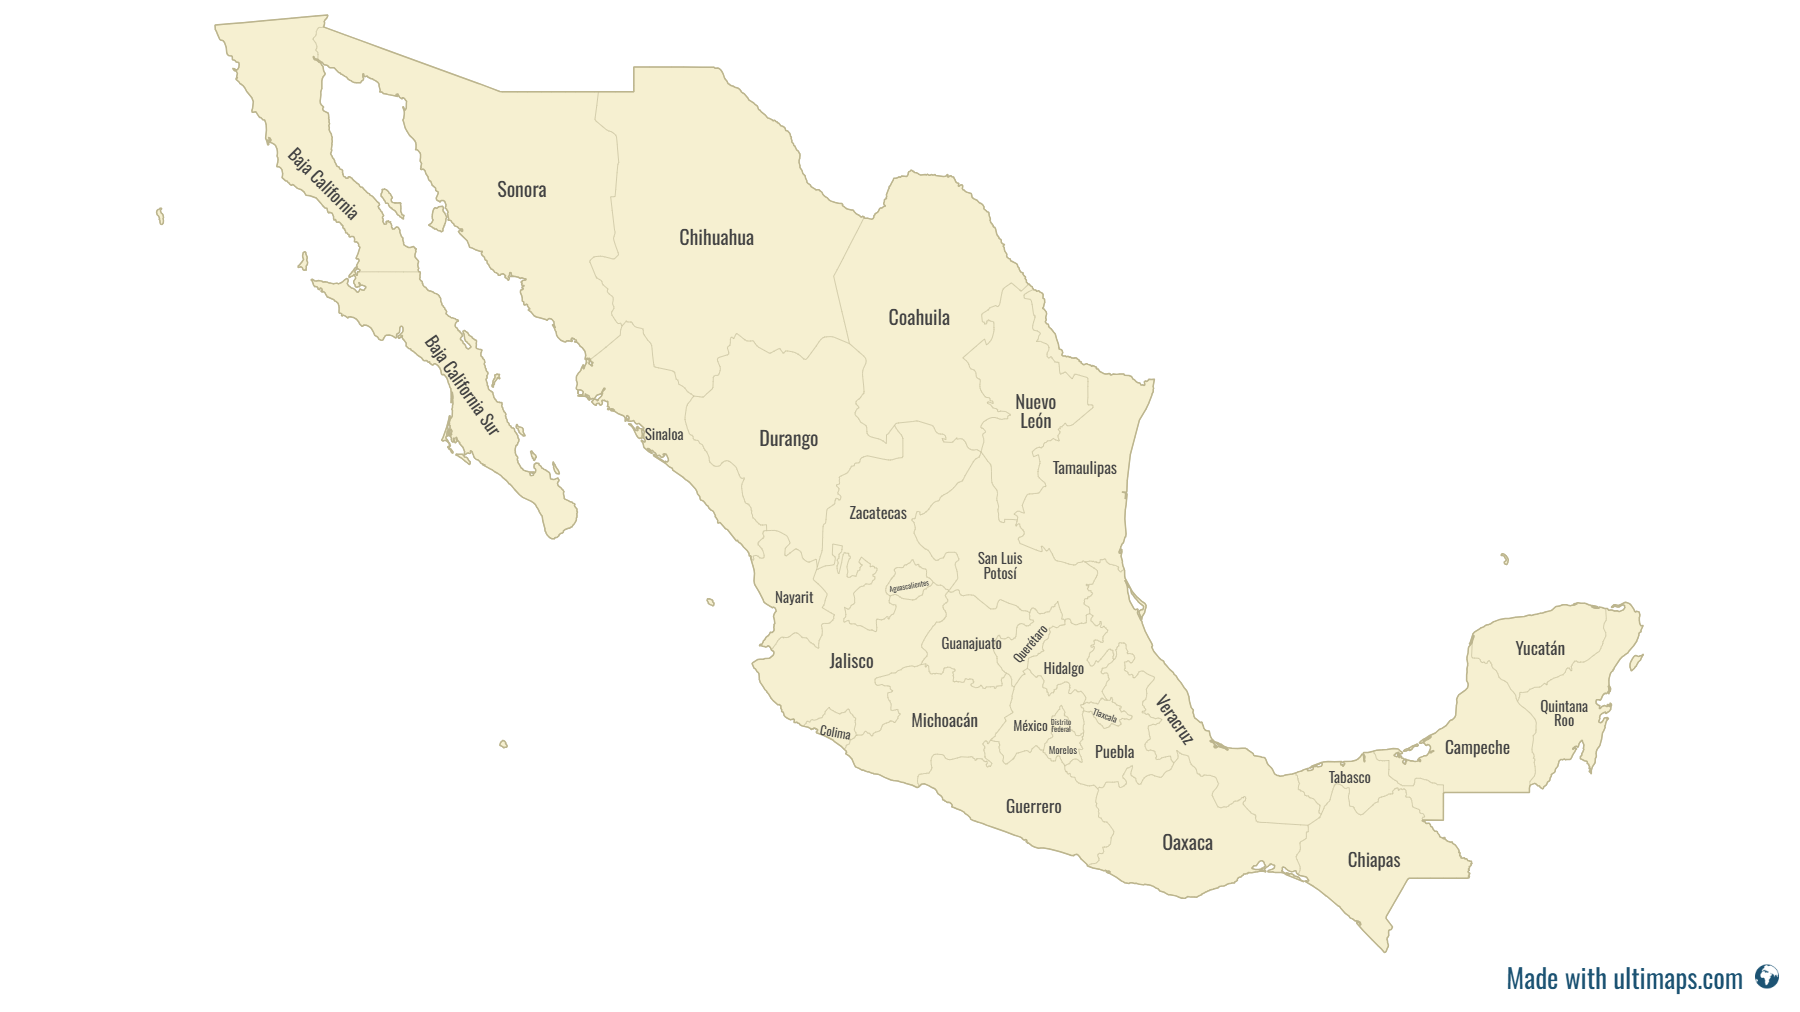 Baja California
Sonora
Chihuahua
Coahuila
Baja California Sur
Nuevo
León
Sinaloa
Durango
Tamaulipas
Zacatecas
San Luis
Potosí
Aguascalientes
Nayarit
Guanajuato
Querétaro
Jalisco
Hidalgo
Yucatán
Michoacán
México
Distrito
Federal
Tlaxcala
Veracruz
Quintana
Roo
Colima
Morelos
Puebla
Campeche
Tabasco
Guerrero
Oaxaca
Chiapas
Made with ultimaps.com